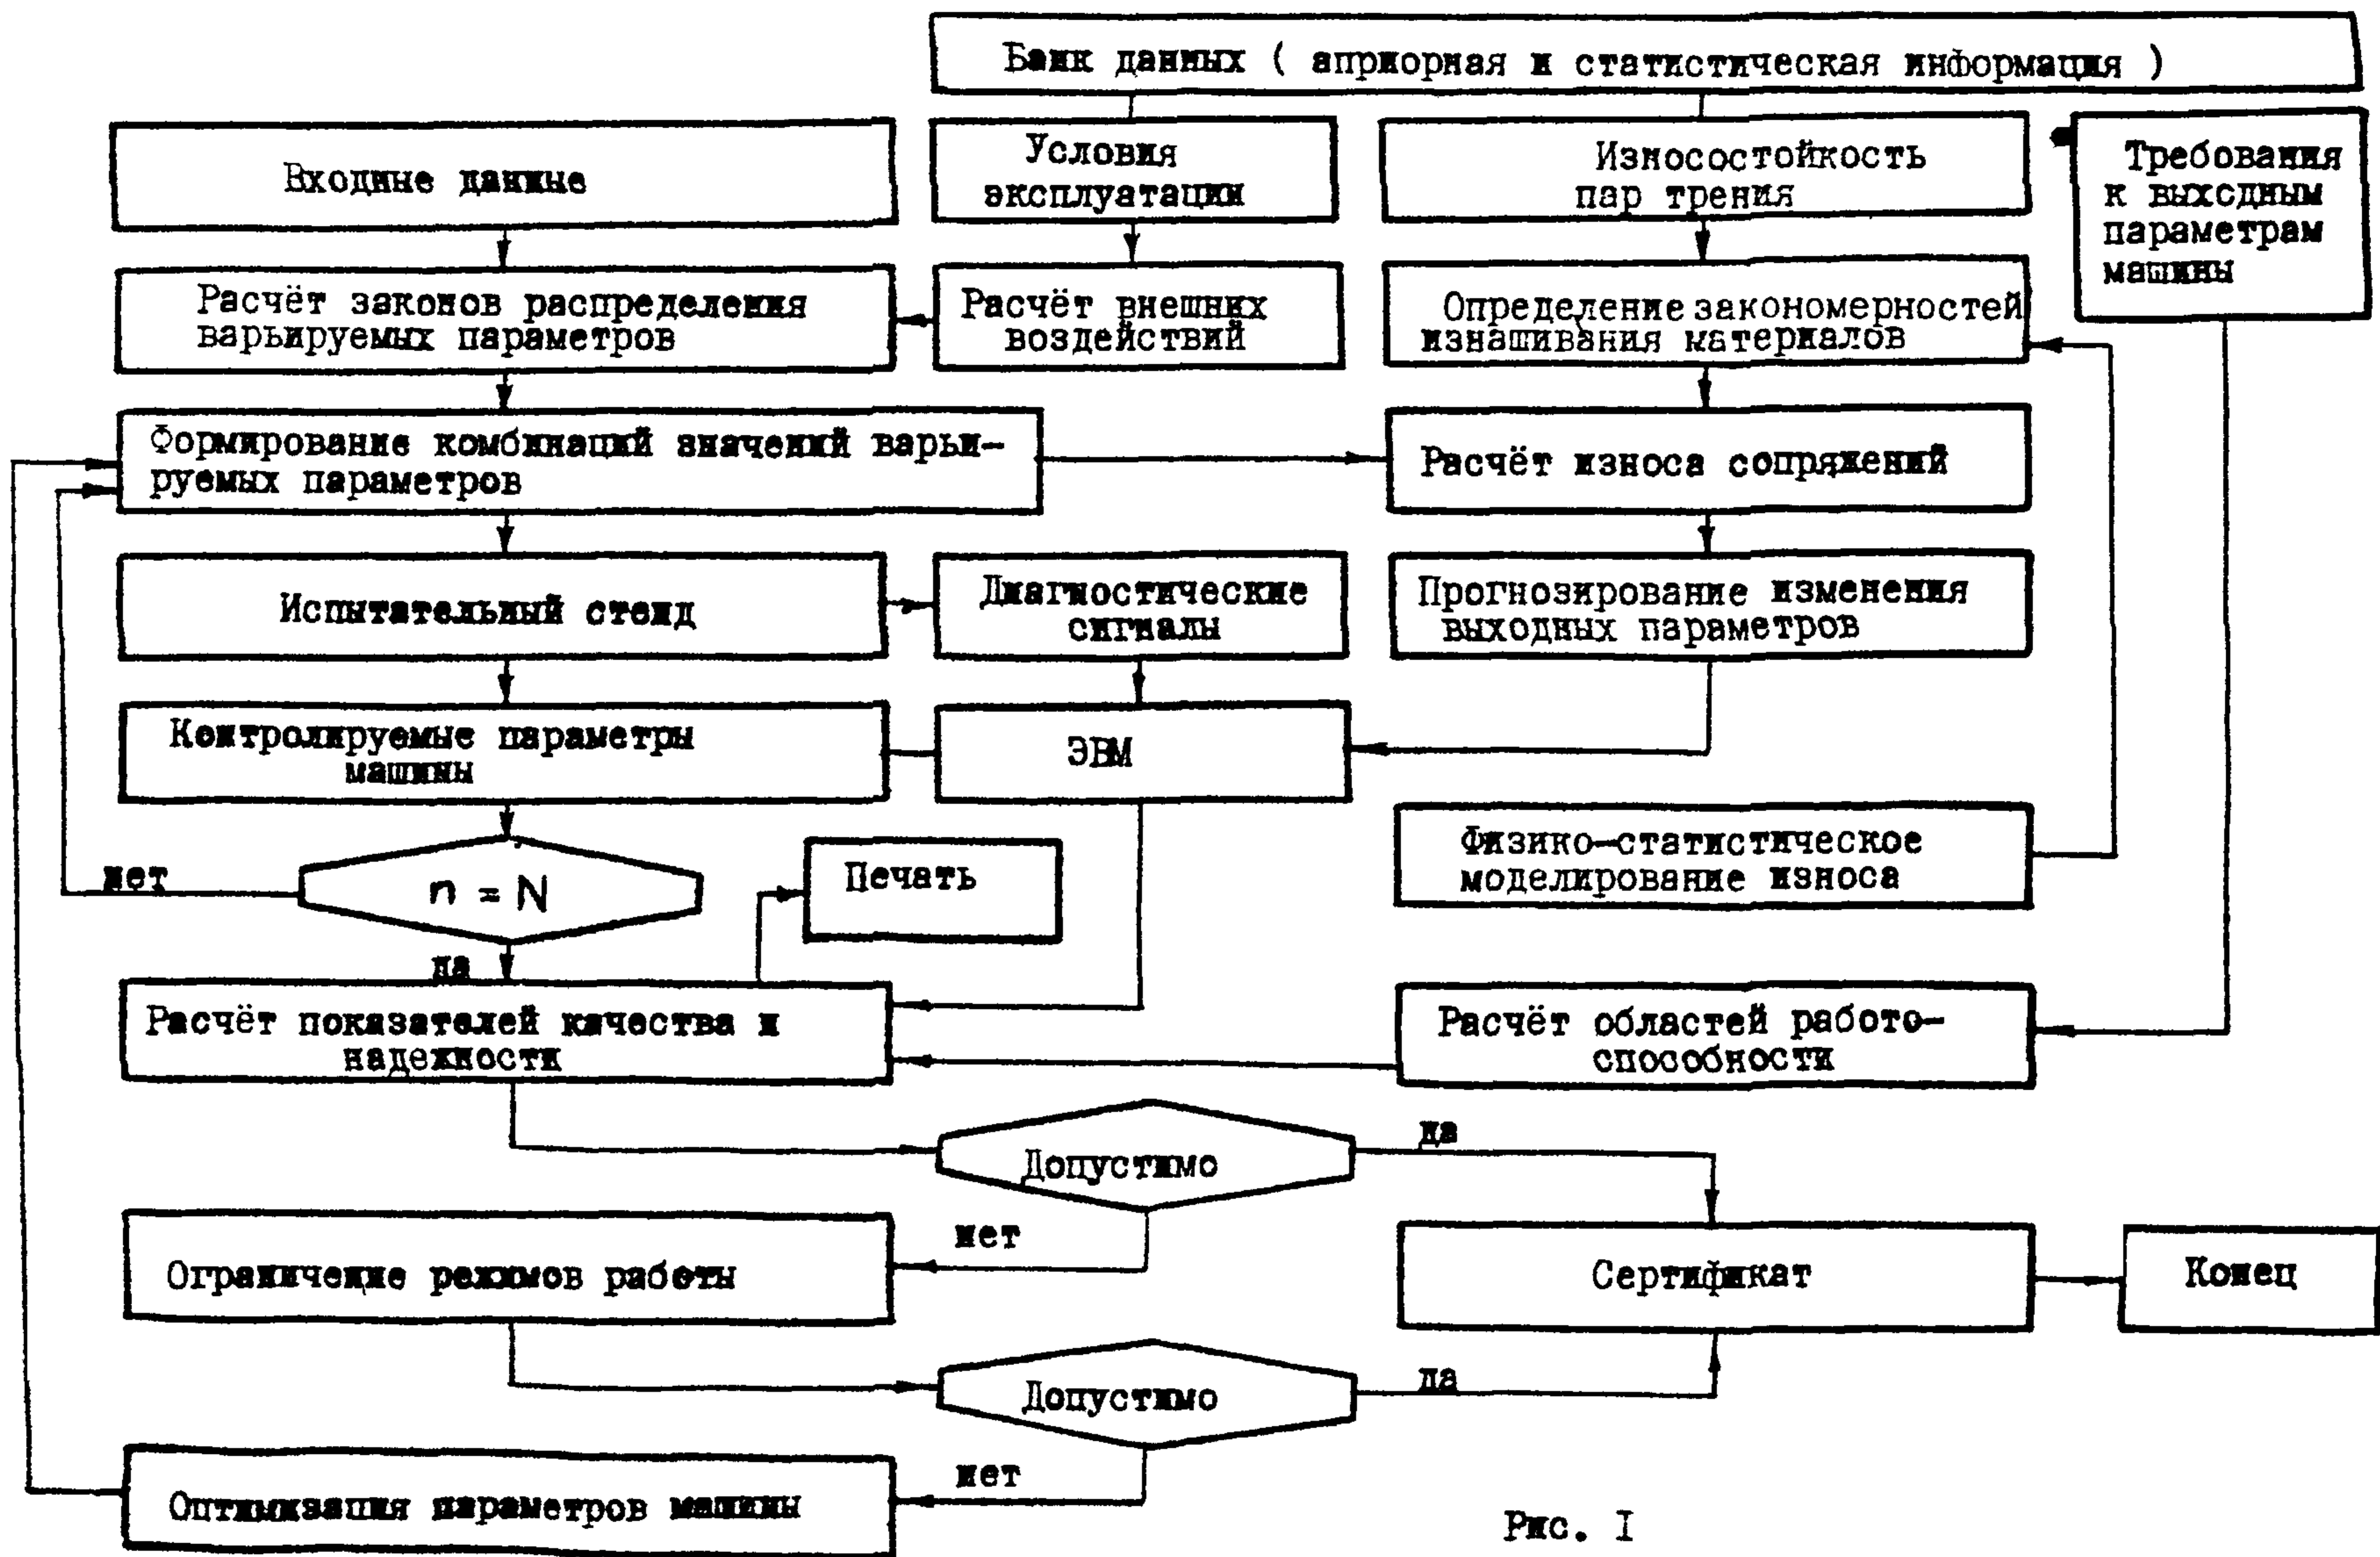 Банк данных ( априорная и статистическая информация )
Входные данные
Условия
эксплуатации
Износостойкость
пар трения
Требования
к выходным
параметрам
машины
Расчёт законов распределения
варьируемых параметров
Расчёт внешних
воздействий
Определение закономерностей
изнашивания материалов
Формирование комбинаций значений варьи-
руемых параметров
Расчёт износа сопряжений
Испытательный стенд
Диагностические
сигналы
Прогнозирование изменения
выходных параметров
Контролируемые параметры
машины
ЭВМ
Физико-статистическое
моделирование износа
нет
n = N
Печать
да
Расчёт показателей качества и
надежности
Расчёт областей работо-
способности
Допустимо
да
нет
Ограничение режимов работы
Сертификат
Конец
Допустимо
да
нет
Оптимизация параметров машины
Рис. I